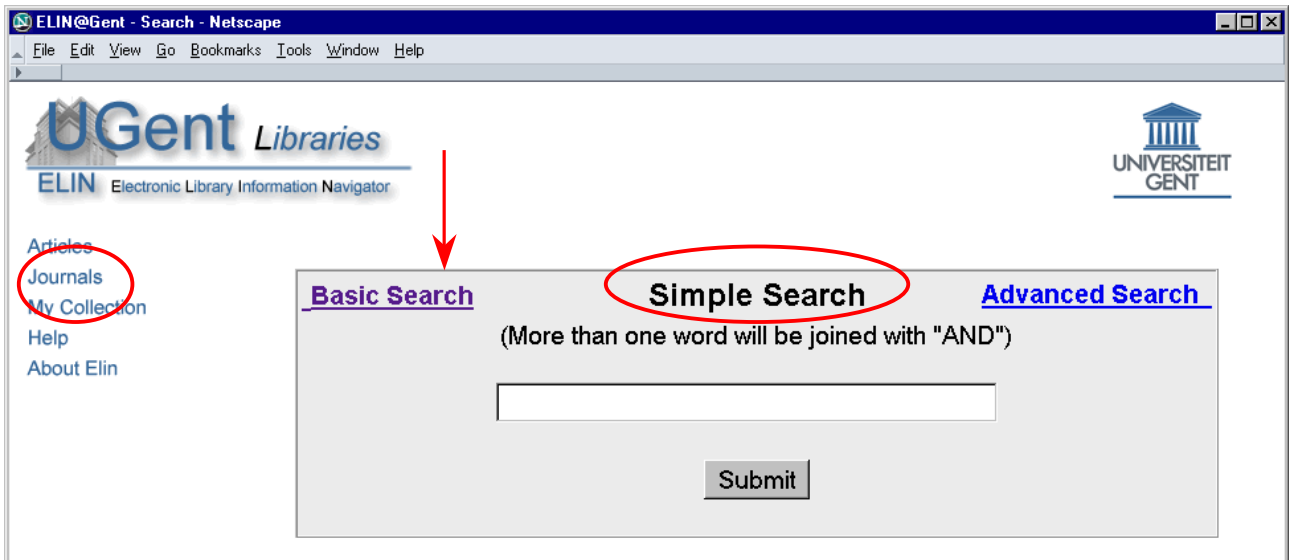 ELIN@Gent - Search - Netscape
File Edit View Go Bookmarks Tools Window Help
UGent Libraries
ELIN Electronic Library Information Navigator
UNIVERSITEIT
GENT
Articles
Journals
My Collection
Help
About Elin
Basic Search Simple Search Advanced Search
(More than one word will be joined with "AND")
Submit